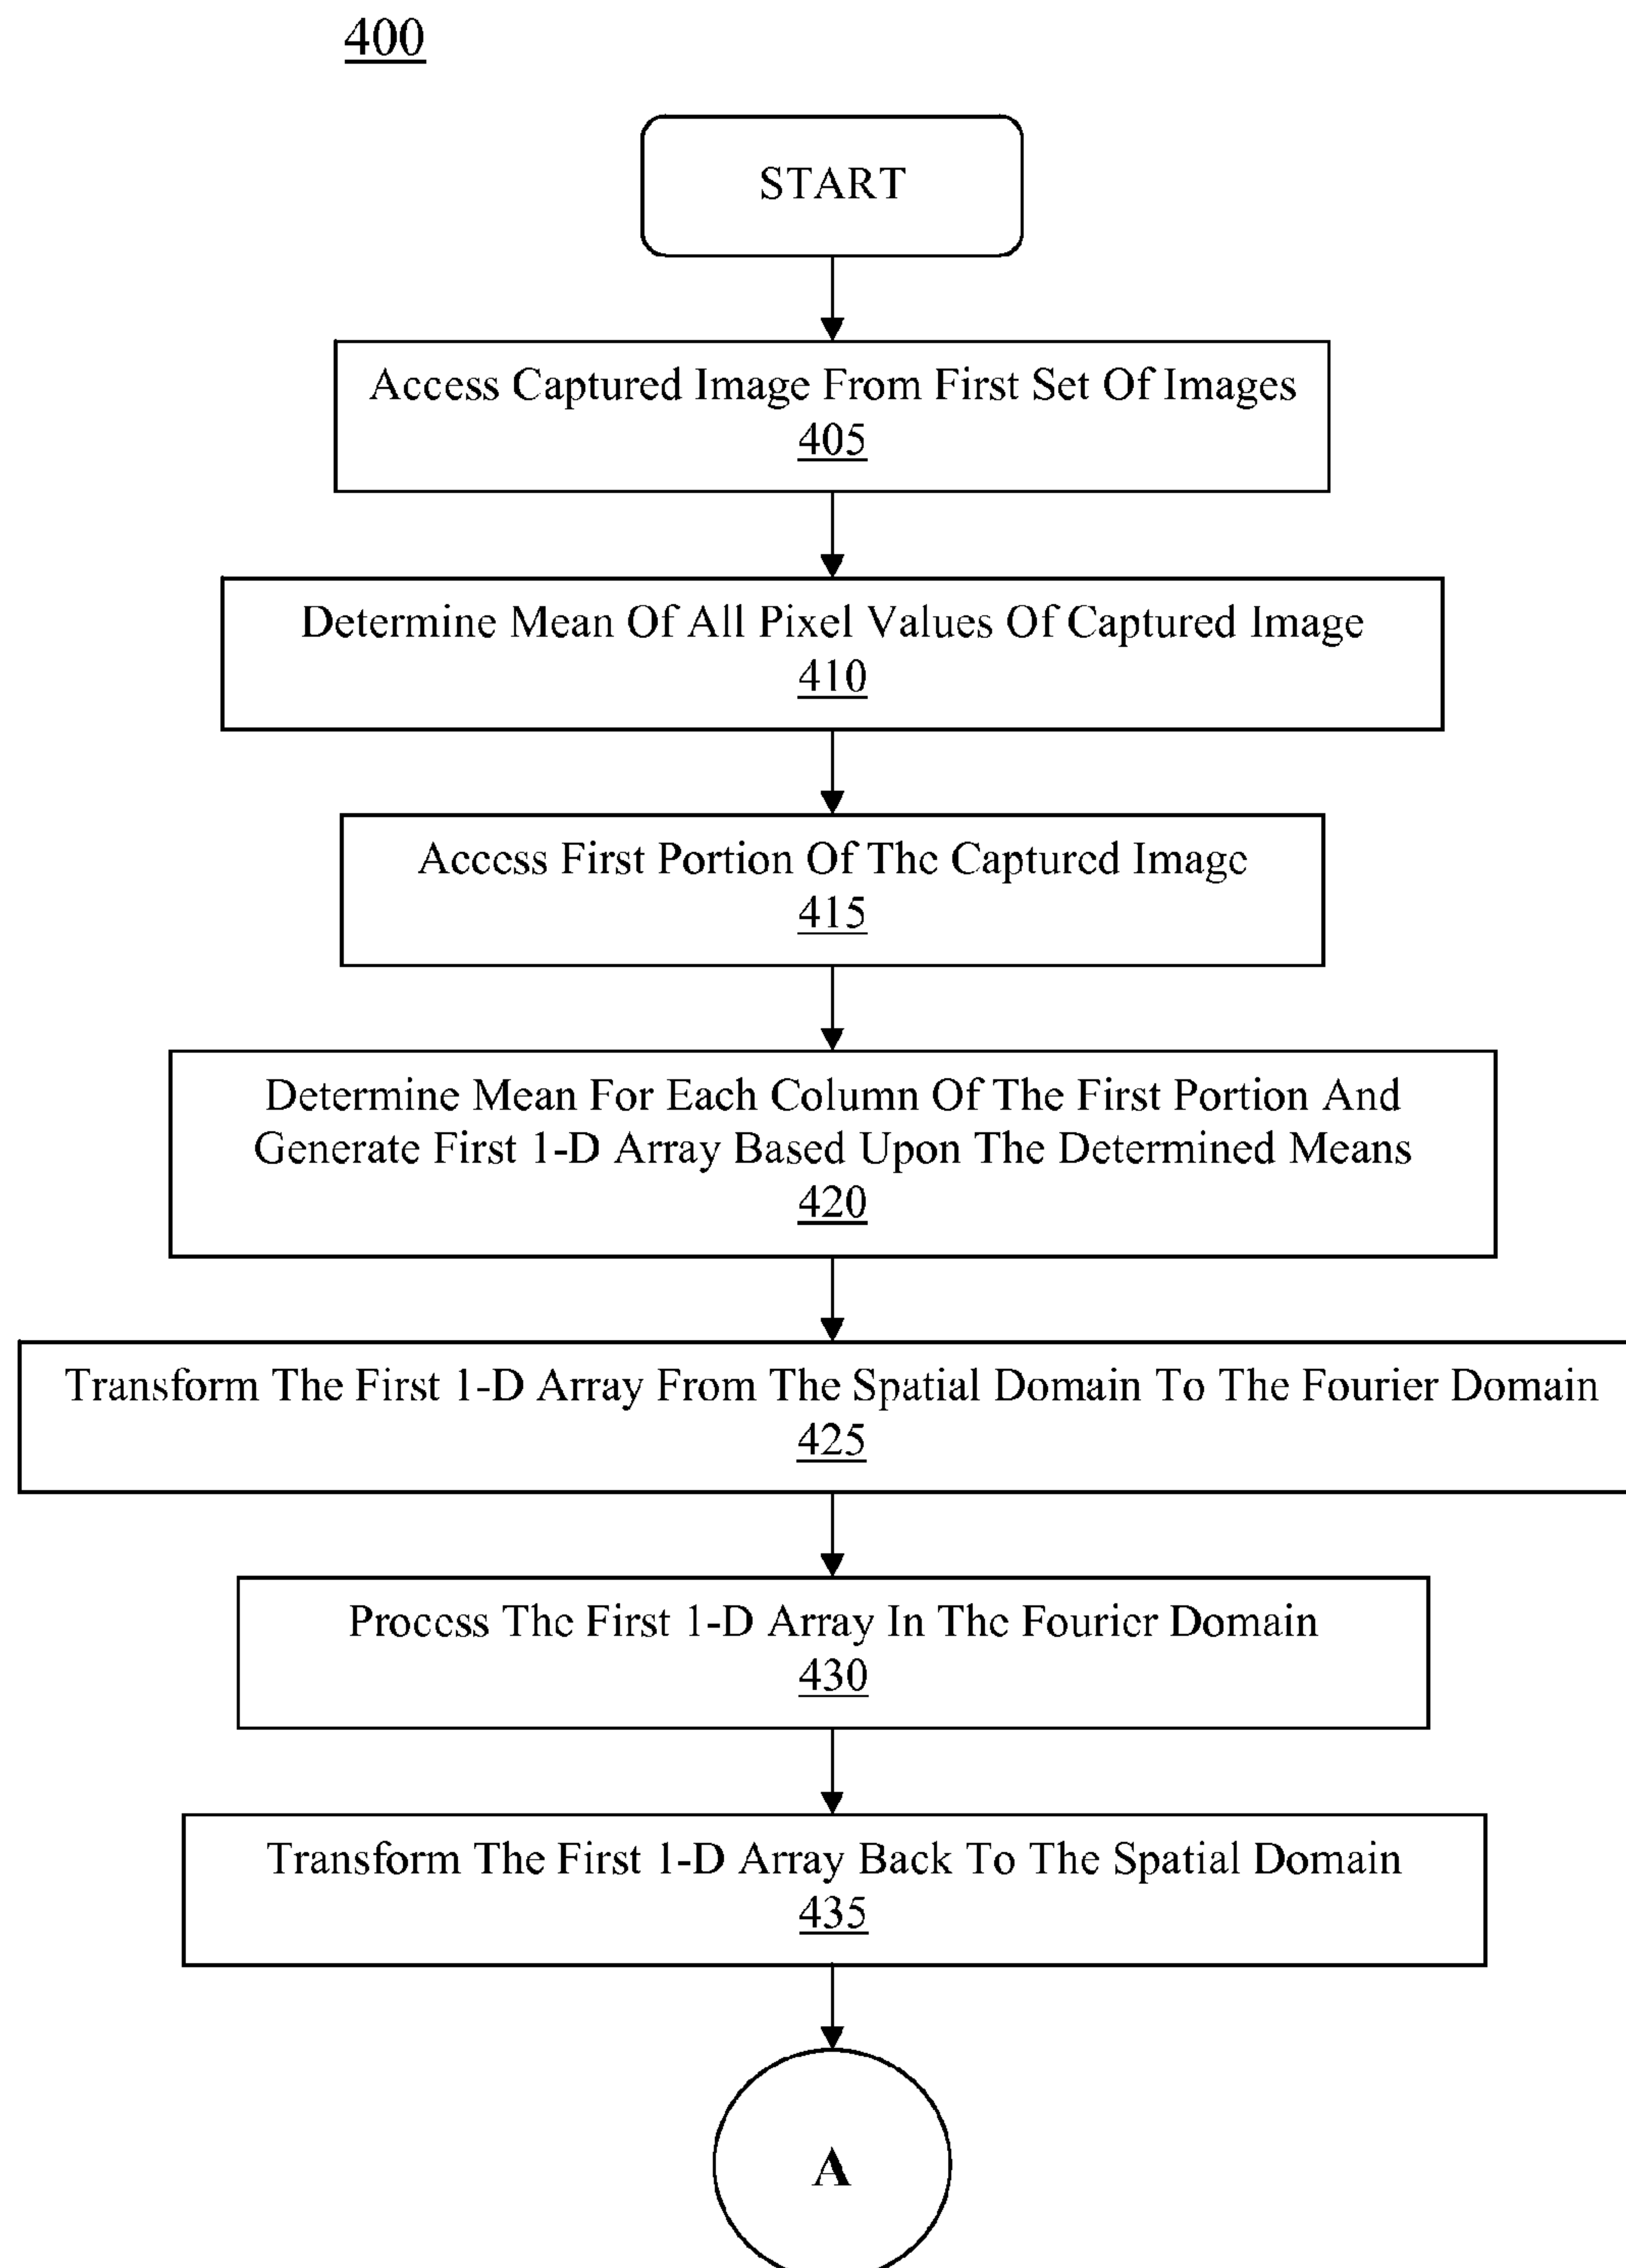 400
START
Access Captured Image From First Set Of Images
405
Determine Mean Of All Pixel Values Of Captured Image
410
Access First Portion Of The Captured Image
415
Determine Mean For Each Column Of The First Portion And
Generate First 1-D Array Based Upon The Determined Means
420
Transform The First 1-D Array From The Spatial Domain To The Fourier Domain
425
Process The First 1-D Array In The Fourier Domain
430
Transform The First 1-D Array Back To The Spatial Domain
435
A